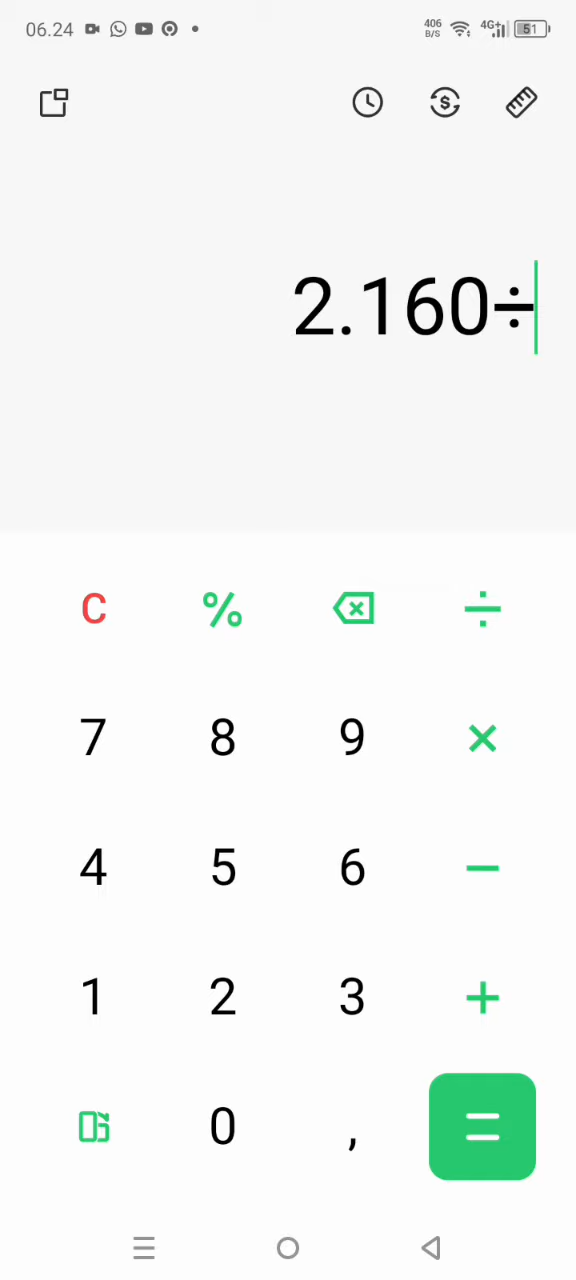 06.24
406
B/S
4G+
51
2.160÷
C % ÷
7 8 9 ×
4 5 6 −
1 2 3 +
0 , =